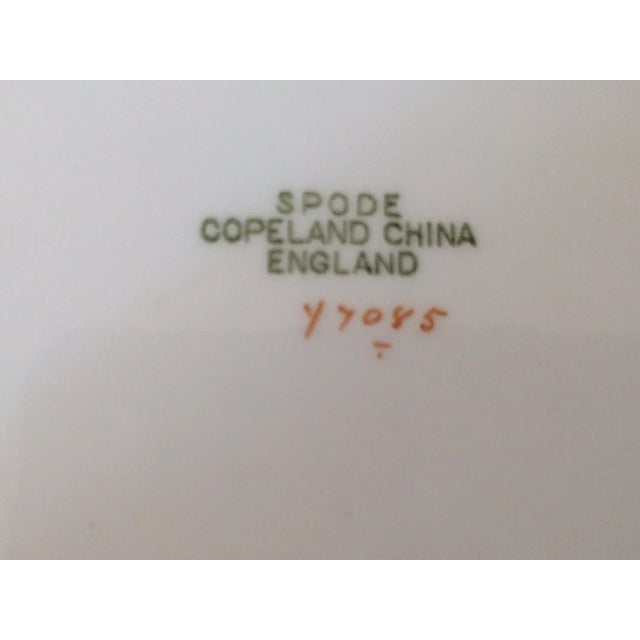 SPODE
COPELAND CHINA
ENGLAND
Y7085